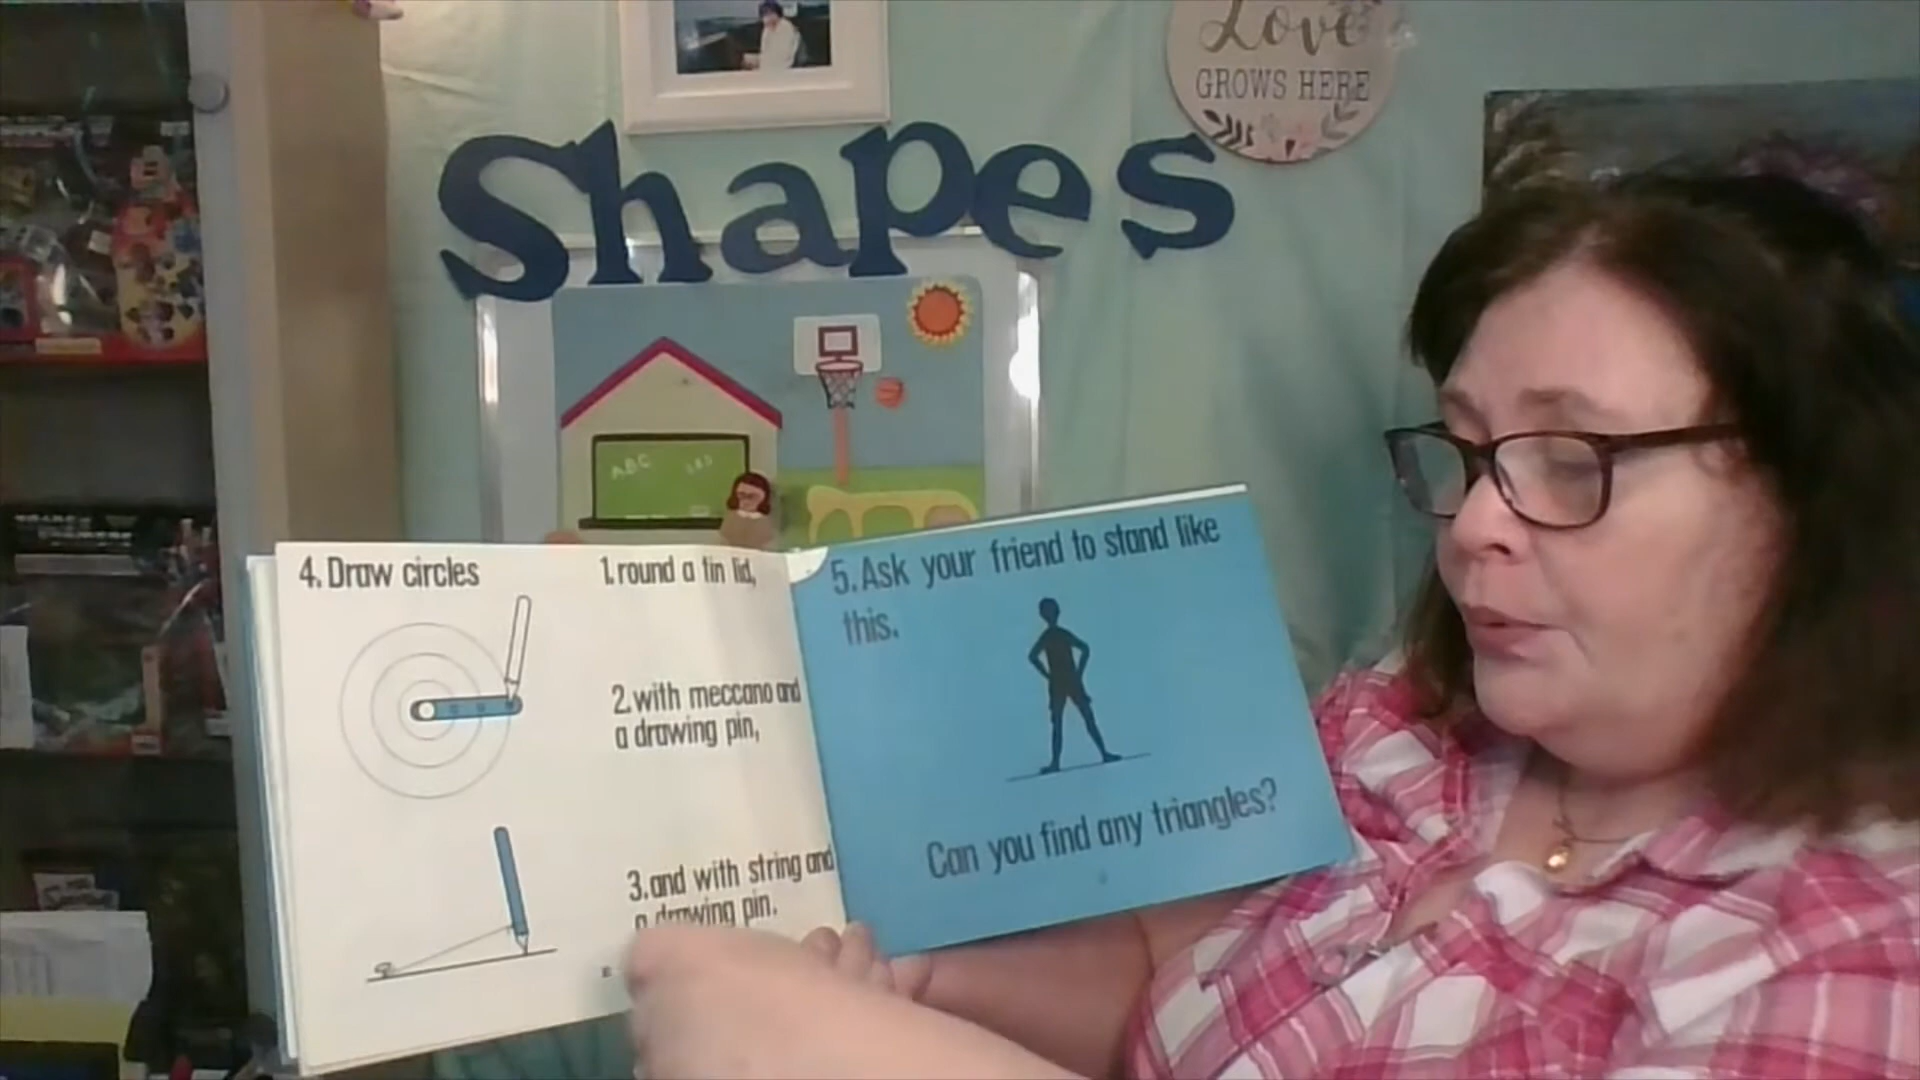 Love
GROWS HERE
Shapes
ABC
4. Draw circles
1. round a tin lid,
2. with meccano and
a drawing pin,
3. and with string and
a drawing pin.
5. Ask your friend to stand like
this.
Can you find any triangles?